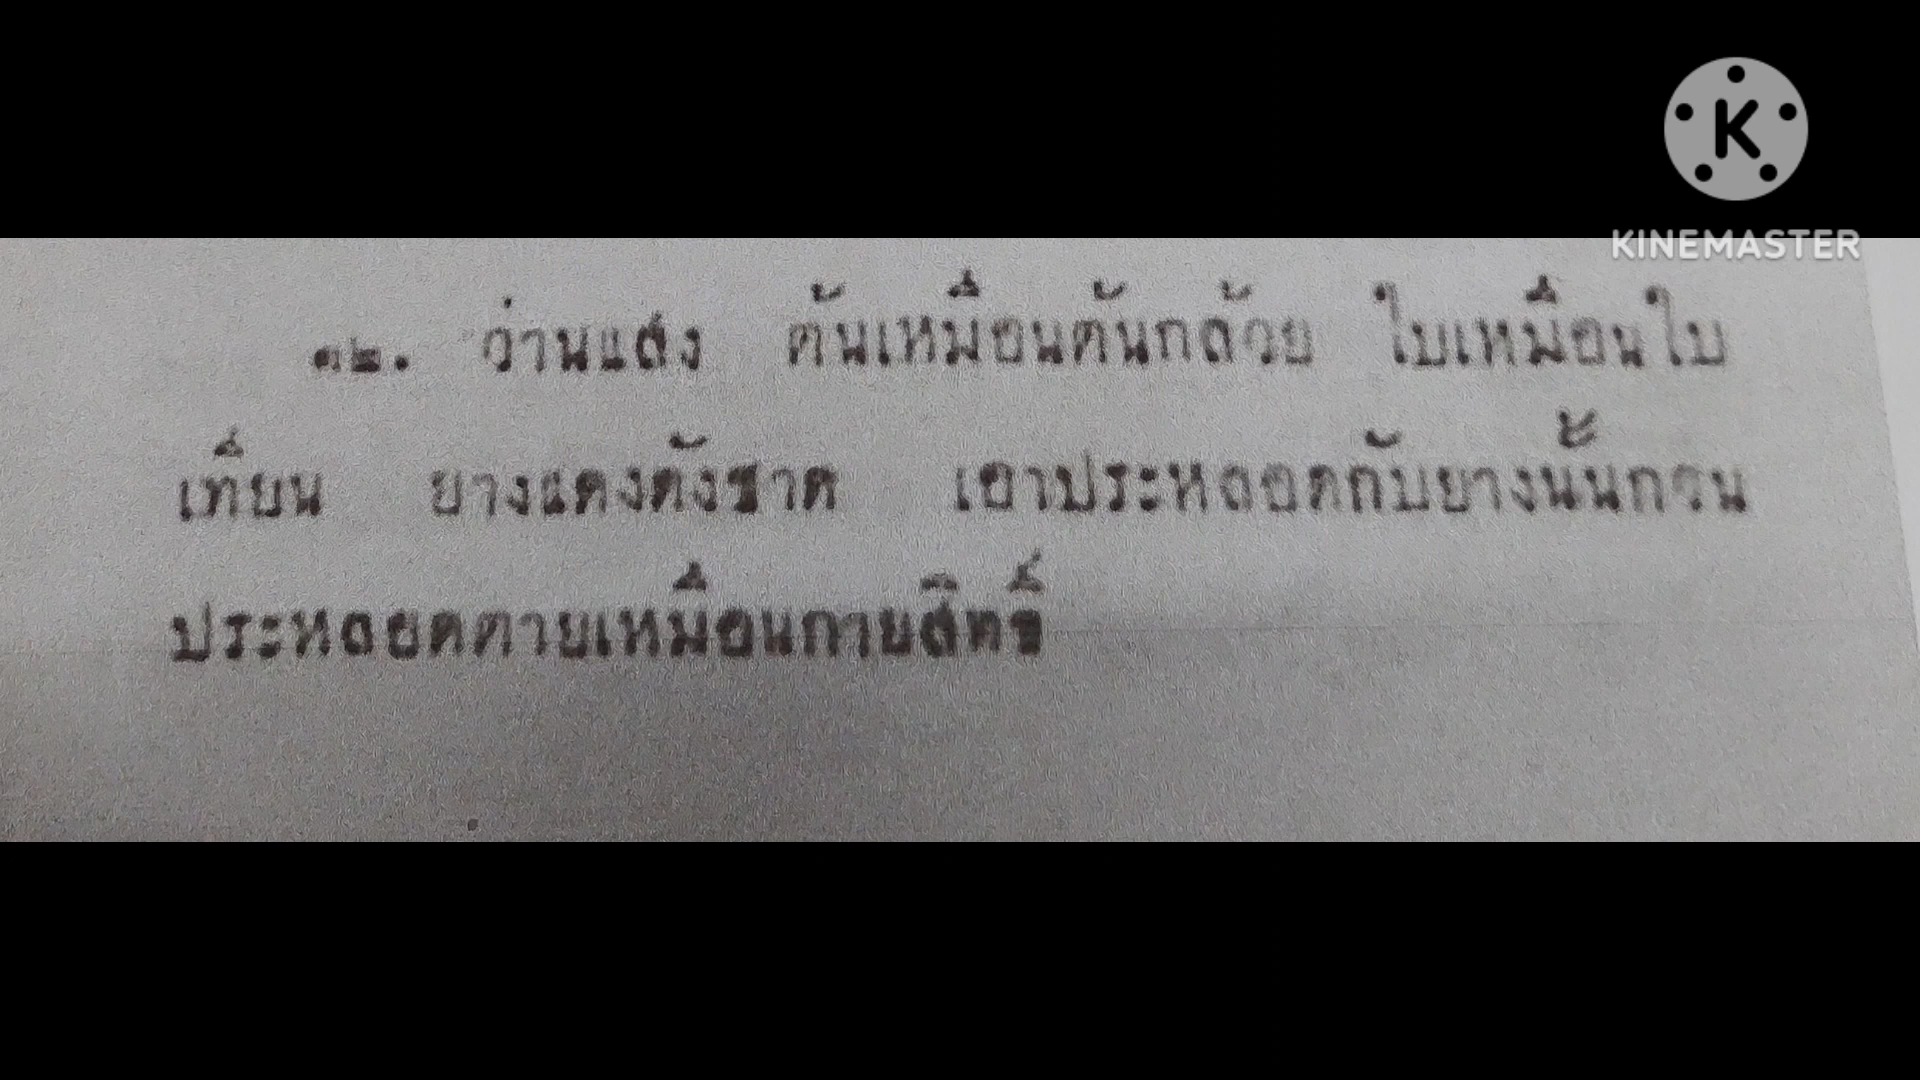 KINEMASTER
๓๒. ว่านแสง ต้นเหมือนต้นกล้วย ใบเหมือนใบ
เทียน ยางแดงดังชาด เอาประหลอดกับยางนั้นกวน
ประหลอดตายเหมือนกายสิทธิ์